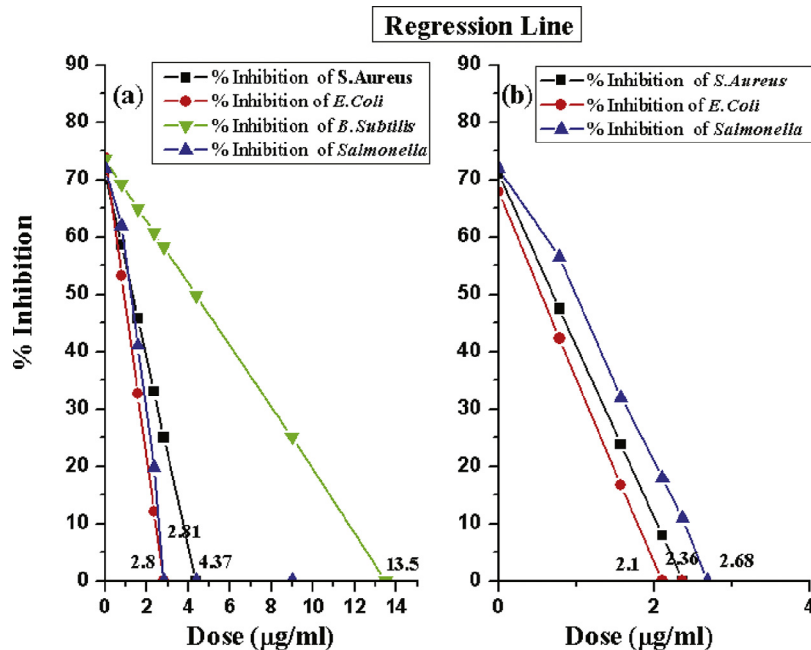 Regression Line
(a)
% Inhibition of S.Aureus
% Inhibition of E.Coli
% Inhibition of B.Subtilis
% Inhibition of Salmonella
% Inhibition
90
80
70
60
50
40
30
20
10
0
2.8
2.81
4.37
13.5
0 2 4 6 8 10 12 14
Dose (µg/ml)
(b)
% Inhibition of S.Aureus
% Inhibition of E.Coli
% Inhibition of Salmonella
90
80
70
60
50
40
30
20
10
0
2.1
2.36
2.68
0 2 4
Dose (µg/ml)